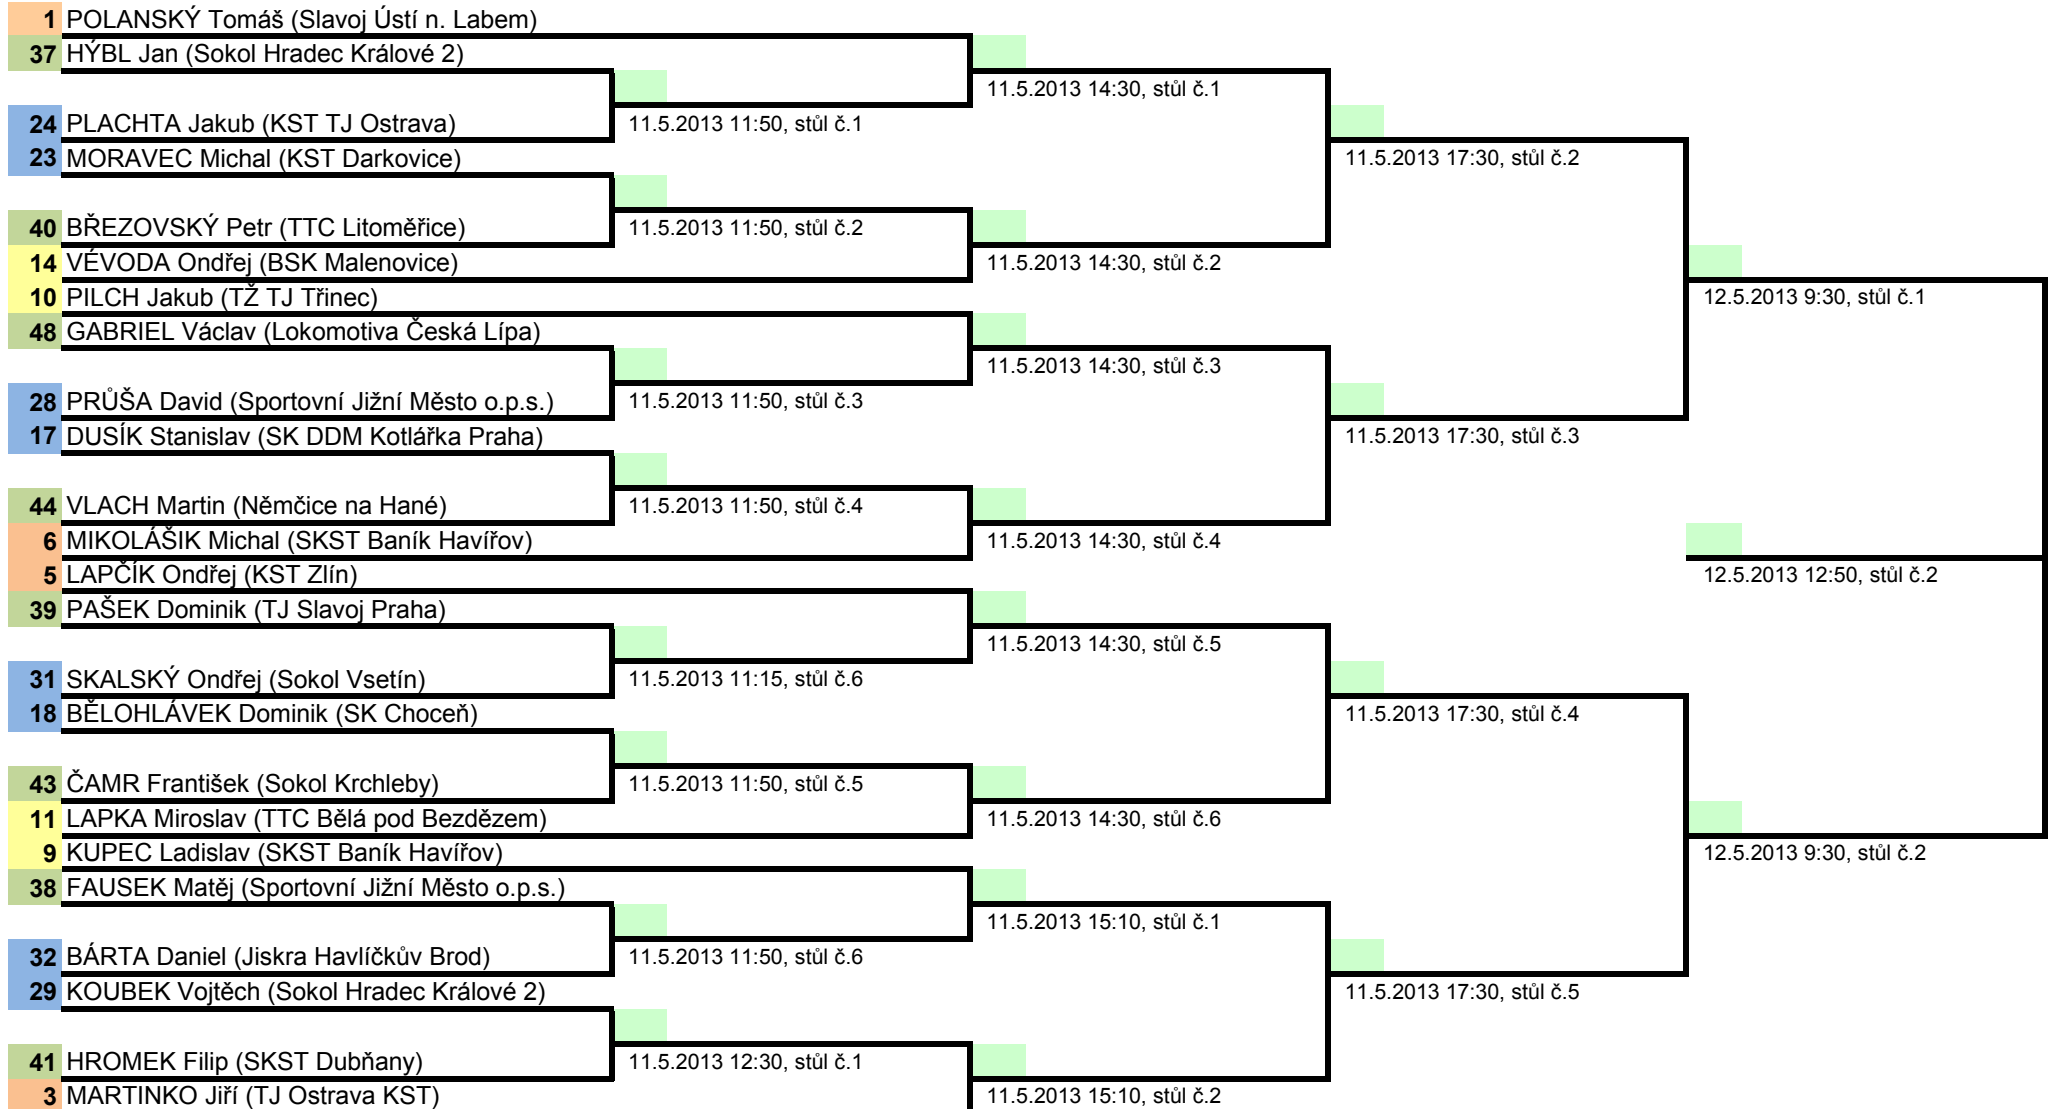 1 POLANSKÝ Tomáš (Slavoj Ústí n. Labem)
37 HÝBL Jan (Sokol Hradec Králové 2)
11.5.2013 14:30, stůl č.1
24 PLACHTA Jakub (KST TJ Ostrava) 11.5.2013 11:50, stůl č.1
23 MORAVEC Michal (KST Darkovice) 11.5.2013 17:30, stůl č.2
40 BŘEZOVSKÝ Petr (TTC Litoměřice) 11.5.2013 11:50, stůl č.2
14 VÉVODA Ondřej (BSK Malenovice) 11.5.2013 14:30, stůl č.2
10 PILCH Jakub (TŽ TJ Třinec) 12.5.2013 9:30, stůl č.1
48 GABRIEL Václav (Lokomotiva Česká Lípa)
11.5.2013 14:30, stůl č.3
28 PRŮŠA David (Sportovní Jižní Město o.p.s.) 11.5.2013 11:50, stůl č.3
17 DUSÍK Stanislav (SK DDM Kotlářka Praha) 11.5.2013 17:30, stůl č.3
44 VLACH Martin (Němčice na Hané) 11.5.2013 11:50, stůl č.4
6 MIKOLÁŠIK Michal (SKST Baník Havířov) 11.5.2013 14:30, stůl č.4
5 LAPČÍK Ondřej (KST Zlín) 12.5.2013 12:50, stůl č.2
39 PAŠEK Dominik (TJ Slavoj Praha)
11.5.2013 14:30, stůl č.5
31 SKALSKÝ Ondřej (Sokol Vsetín) 11.5.2013 11:15, stůl č.6
18 BĚLOHLÁVEK Dominik (SK Choceň) 11.5.2013 17:30, stůl č.4
43 ČAMR František (Sokol Krchleby) 11.5.2013 11:50, stůl č.5
11 LAPKA Miroslav (TTC Bělá pod Bezdězem) 11.5.2013 14:30, stůl č.6
9 KUPEC Ladislav (SKST Baník Havířov) 12.5.2013 9:30, stůl č.2
38 FAUSEK Matěj (Sportovní Jižní Město o.p.s.)
11.5.2013 15:10, stůl č.1
32 BÁRTA Daniel (Jiskra Havlíčkův Brod) 11.5.2013 11:50, stůl č.6
29 KOUBEK Vojtěch (Sokol Hradec Králové 2) 11.5.2013 17:30, stůl č.5
41 HROMEK Filip (SKST Dubňany) 11.5.2013 12:30, stůl č.1
3 MARTINKO Jiří (TJ Ostrava KST) 11.5.2013 15:10, stůl č.2